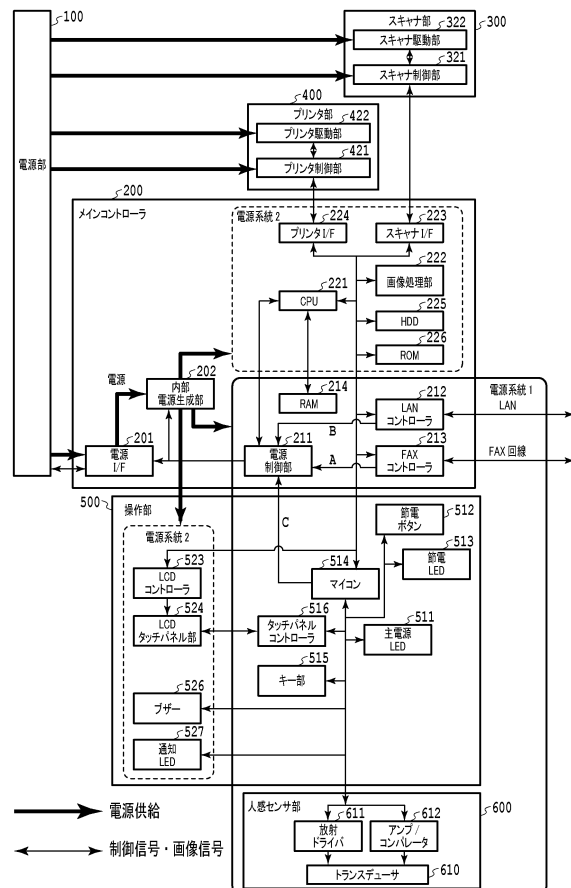 100
電源部
スキャナ部
300
322
スキャナ駆動部
321
スキャナ制御部
400
プリンタ部
422
プリンタ駆動部
421
プリンタ制御部
200
メインコントローラ
電源系統2
224
プリンタI/F
223
スキャナI/F
222
画像処理部
221
CPU
225
HDD
226
ROM
電源
202
内部
電源生成部
214
RAM
電源系統1
212
LAN
コントローラ
LAN
B
201
電源
I/F
211
電源
制御部
213
FAX
コントローラ
FAX回線
A
500
操作部
C
512
節電
ボタン
電源系統2
513
節電
LED
523
LCD
コントローラ
514
マイコン
524
LCD
タッチパネル部
516
タッチパネル
コントローラ
511
主電源
LED
515
キー部
526
ブザー
527
通知
LED
人感センサ部
600
611
放射
ドライバ
612
アンプ/
コンパレータ
610
トランスデューサ
電源供給
制御信号・画像信号